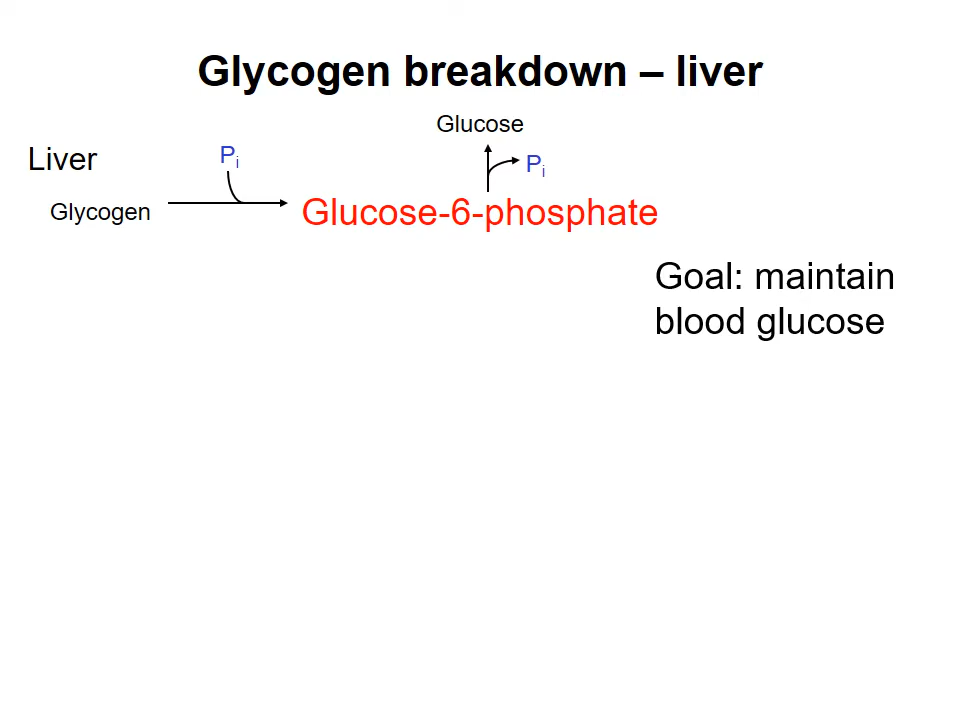 Glycogen breakdown – liver
Glucose
Liver
Pi
Pi
Glycogen
Glucose-6-phosphate
Goal: maintain
blood glucose